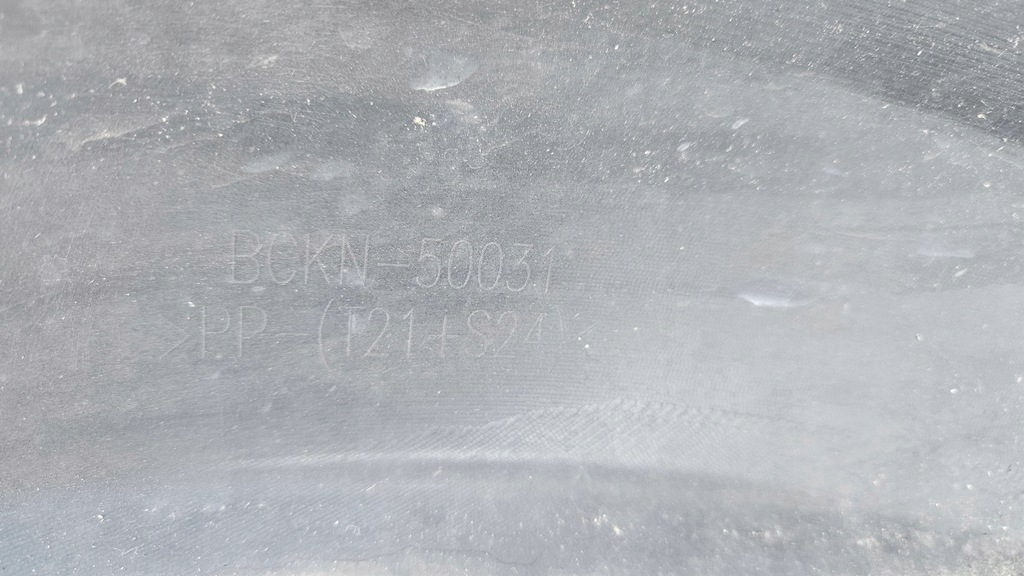 BCKN-50031
>PP-(T21+S24)<